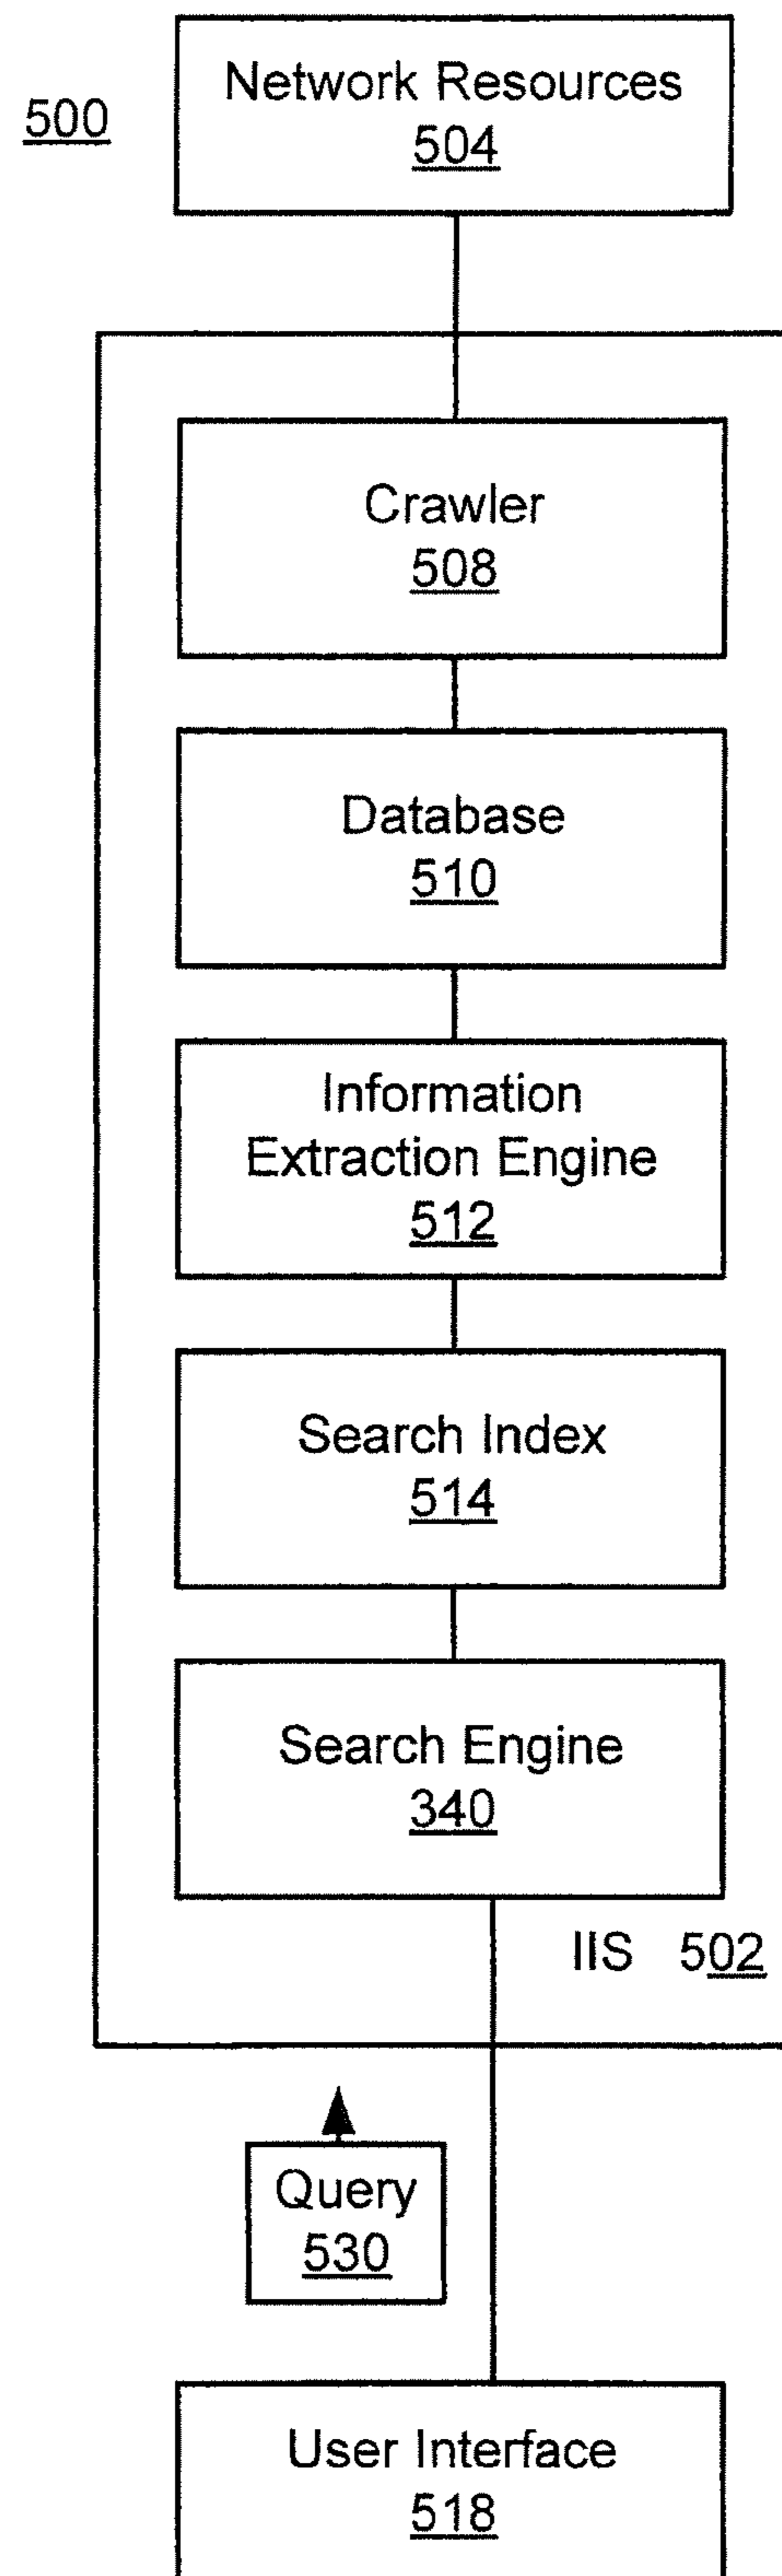 500
Network Resources
504
Crawler
508
Database
510
Information
Extraction Engine
512
Search Index
514
Search Engine
340
IIS 502
Query
530
User Interface
518